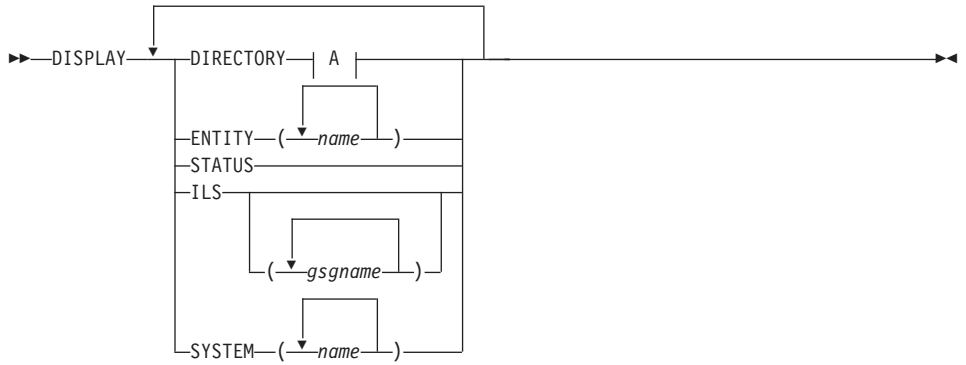 DISPLAY DIRECTORY A
ENTITY ( name )
STATUS
ILS
( gsgname )
SYSTEM ( name )